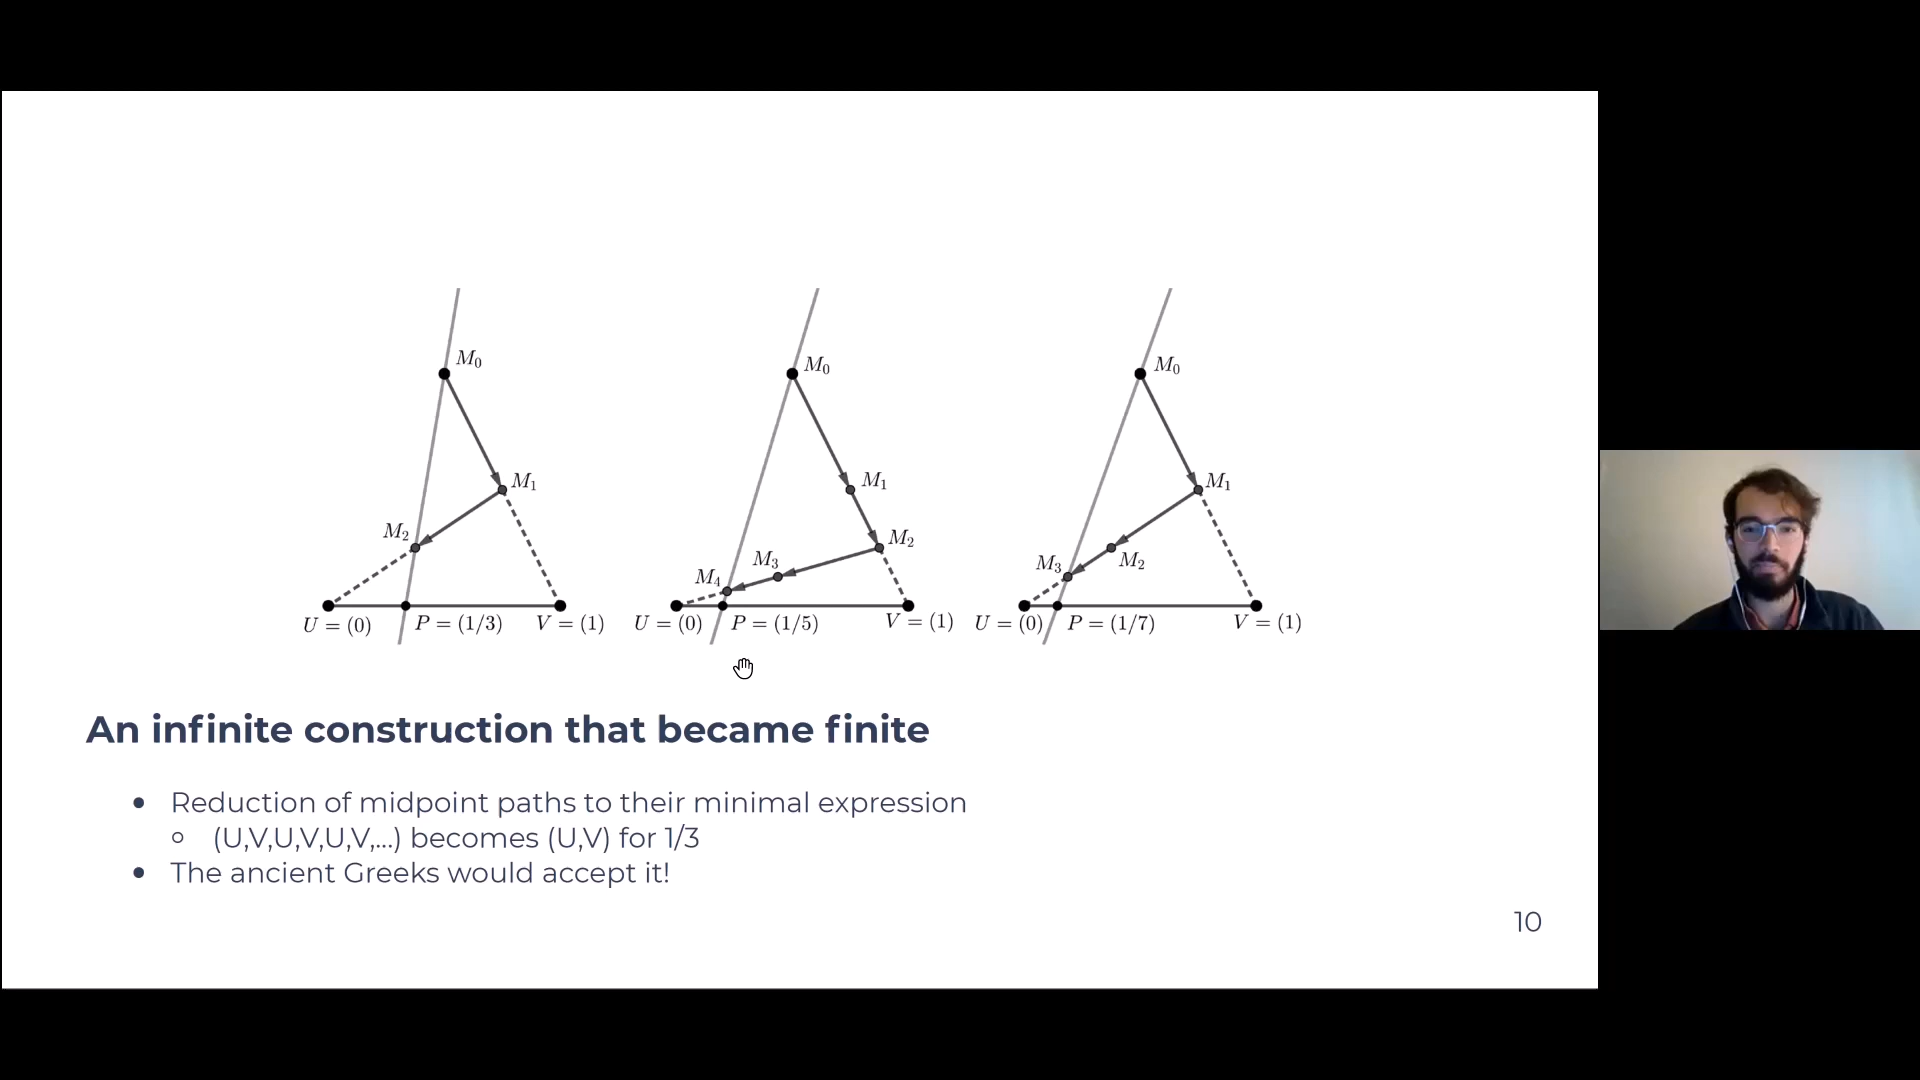 M₀
M₁
M₂
U = (0)
P = (1/3)
V = (1)
M₀
M₁
M₂
M₃
M₄
U = (0)
P = (1/5)
V = (1)
M₀
M₁
M₂
M₃
U = (0)
P = (1/7)
V = (1)
An infinite construction that became finite
● Reduction of midpoint paths to their minimal expression
○ (U,V,U,V,U,V,...) becomes (U,V) for 1/3
● The ancient Greeks would accept it!
10